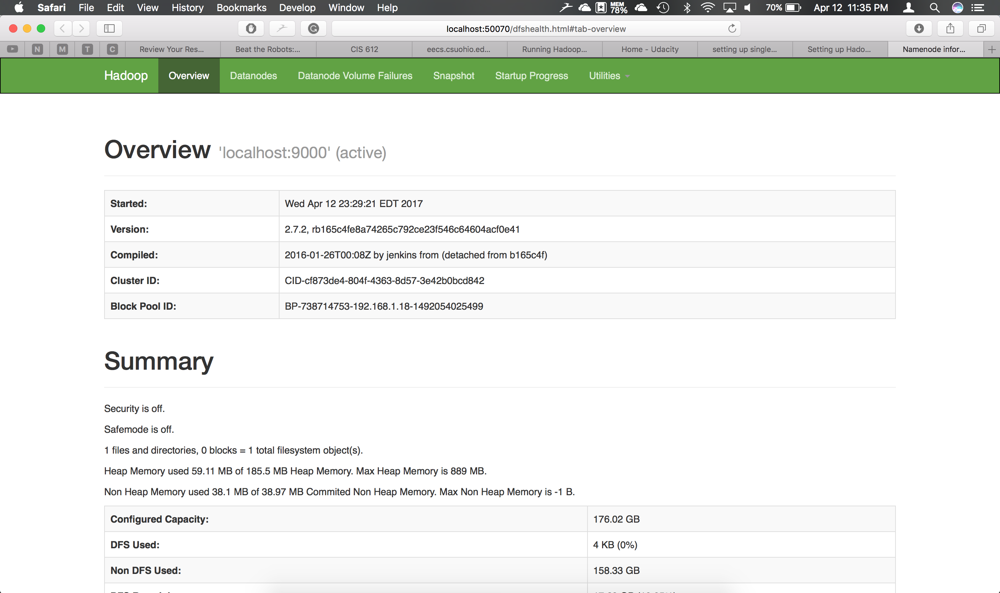 Safari File Edit View History Bookmarks Develop Window Help MEM 78% 70% Apr 12 11:35 PM
localhost:50070/dfshealth.html#tab-overview
N M T C Review Your Res... Beat the Robots:... CIS 612 eecs.csuohio.ed... Running Hadoop... Home - Udacity setting up single... Setting up Hado... Namenode infor...
Hadoop Overview Datanodes Datanode Volume Failures Snapshot Startup Progress Utilities
Overview 'localhost:9000' (active)
Started: Wed Apr 12 23:29:21 EDT 2017
Version: 2.7.2, rb165c4fe8a74265c792ce23f546c64604acf0e41
Compiled: 2016-01-26T00:08Z by jenkins from (detached from b165c4f)
Cluster ID: CID-cf873de4-804f-4363-8d57-3e42b0bcd842
Block Pool ID: BP-738714753-192.168.1.18-1492054025499
Summary
Security is off.
Safemode is off.
1 files and directories, 0 blocks = 1 total filesystem object(s).
Heap Memory used 59.11 MB of 185.5 MB Heap Memory. Max Heap Memory is 889 MB.
Non Heap Memory used 38.1 MB of 38.97 MB Commited Non Heap Memory. Max Non Heap Memory is -1 B.
Configured Capacity: 176.02 GB
DFS Used: 4 KB (0%)
Non DFS Used: 158.33 GB